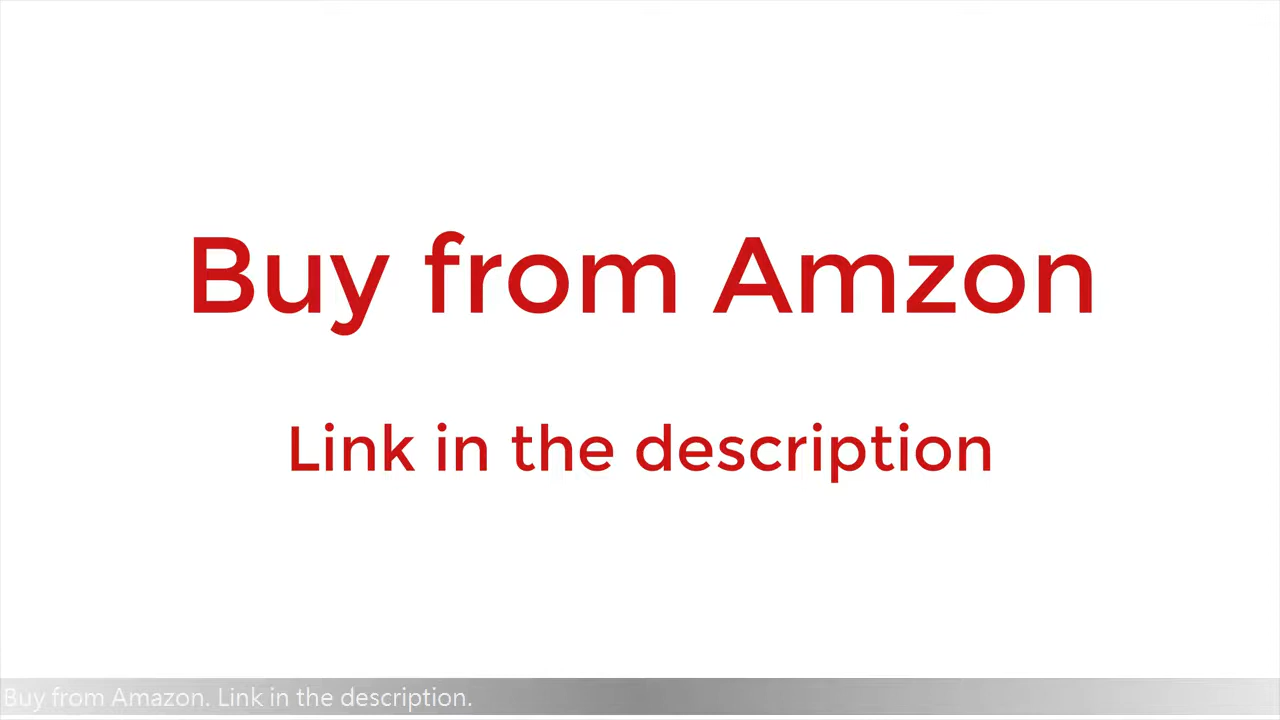 Buy from Amzon
Link in the description
Buy from Amazon. Link in the description.